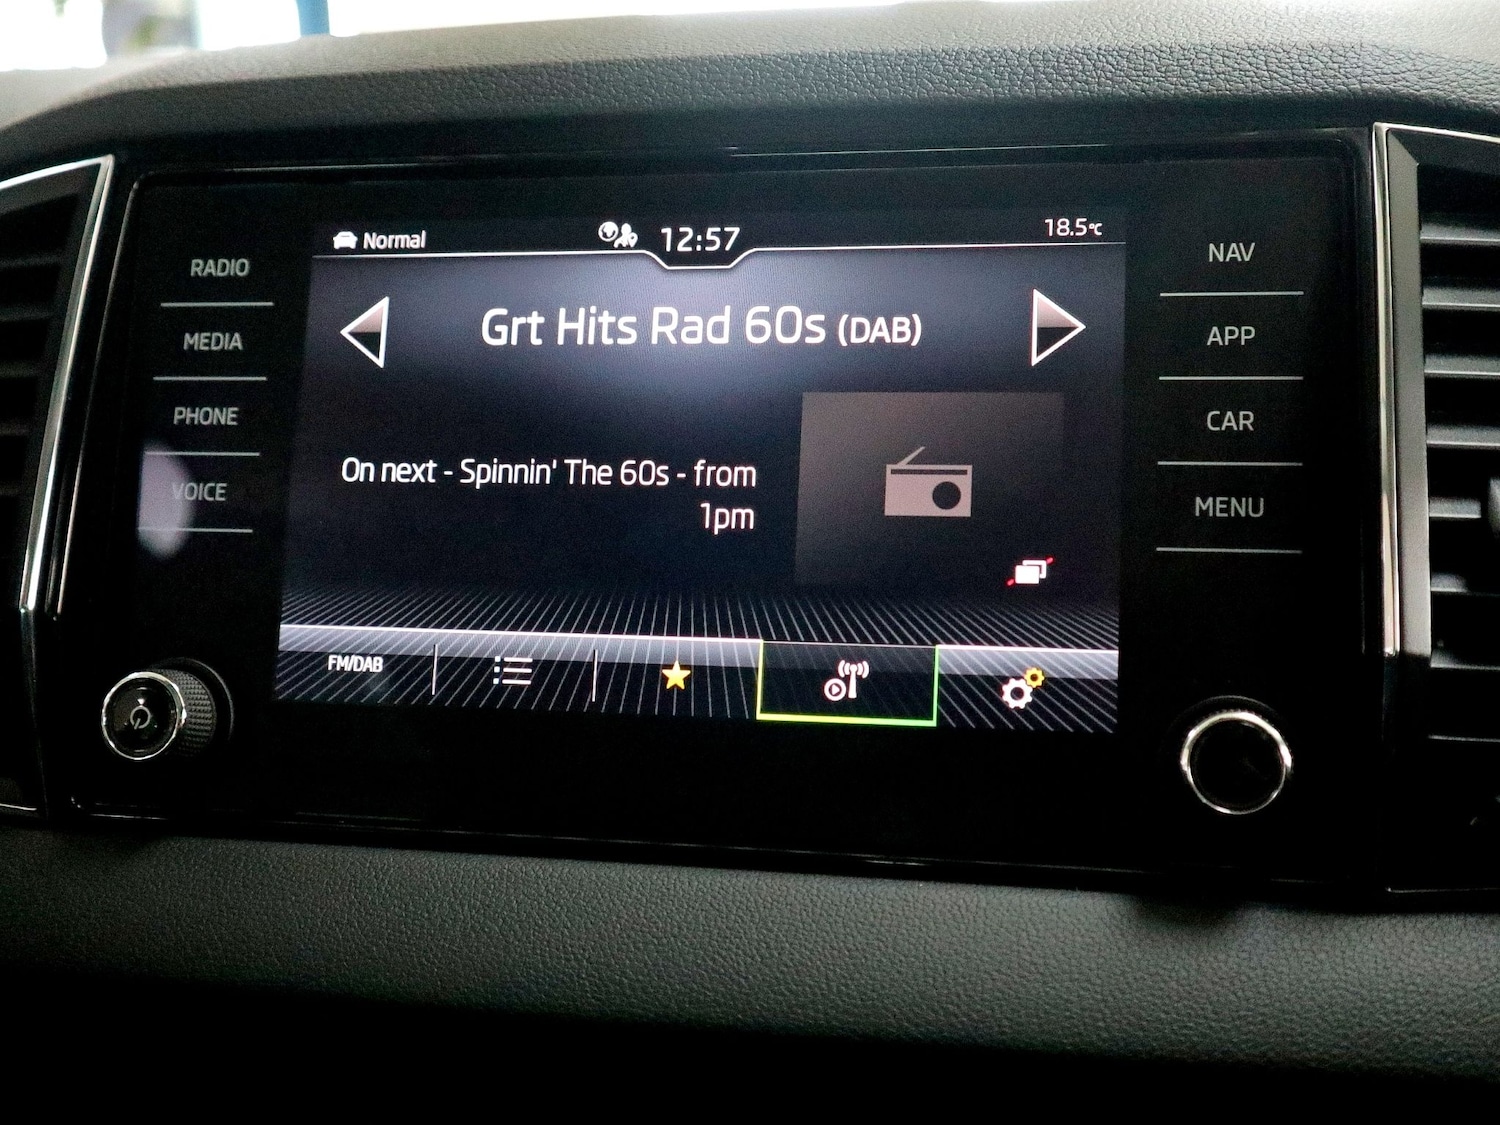 Normal
12:57
18.5°C
RADIO
MEDIA
PHONE
VOICE
Grt Hits Rad 60s (DAB)
On next - Spinnin' The 60s - from
1pm
FM/DAB
NAV
APP
CAR
MENU